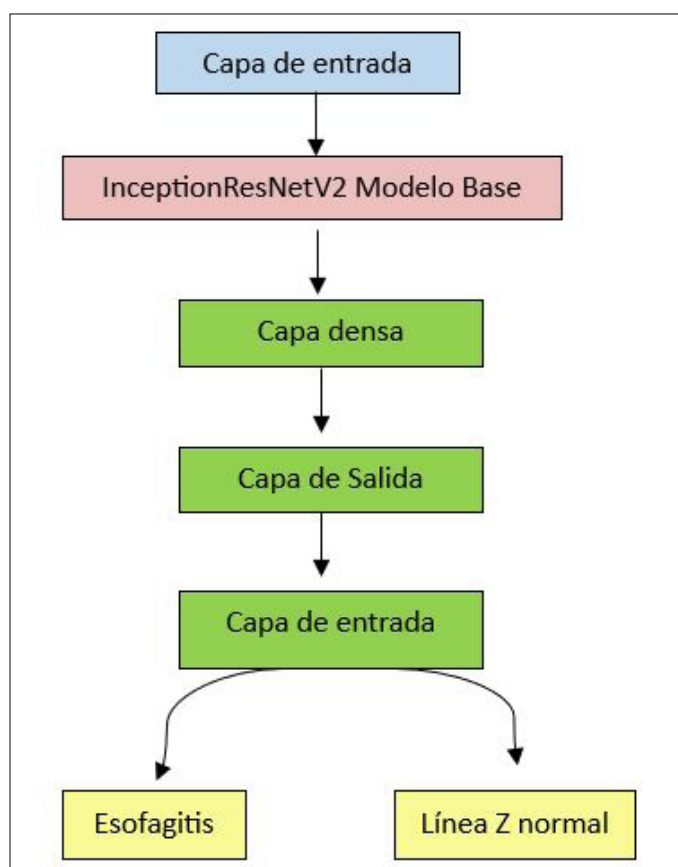 Capa de entrada
InceptionResNetV2 Modelo Base
Capa densa
Capa de Salida
Capa de entrada
Esofagitis
Línea Z normal